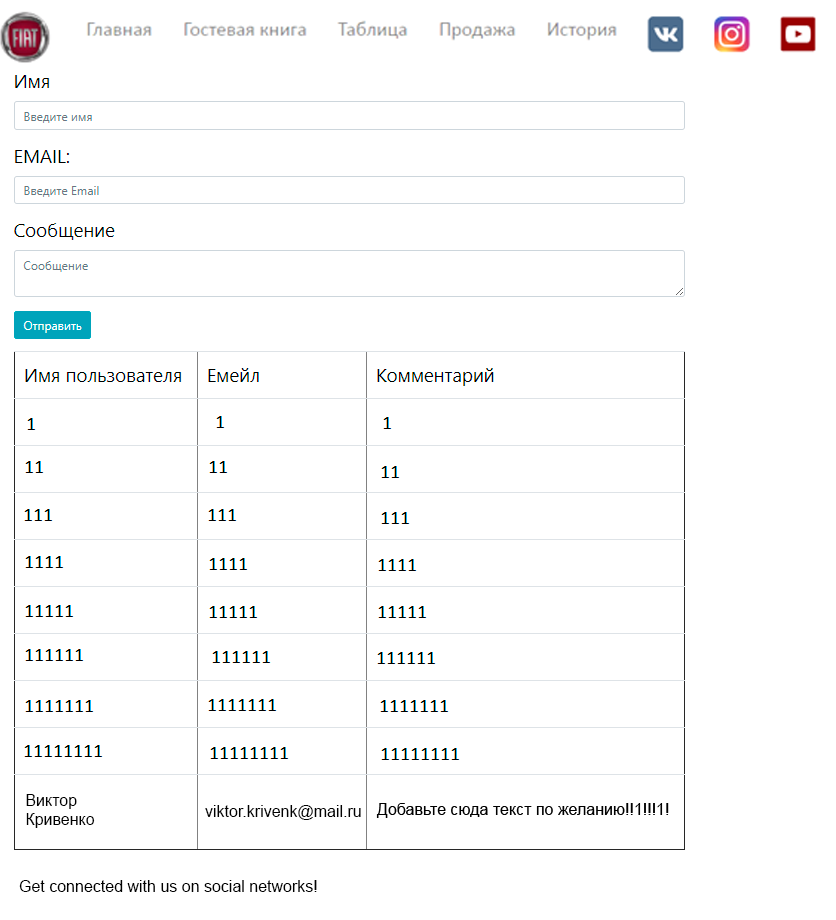 FIAT Главная Гостевая книга Таблица Продажа История
Имя
Введите имя
EMAIL:
Введите Email
Сообщение
Сообщение
Отправить
Имя пользователя Емейл Комментарий
1 1 1
11 11 11
111 111 111
1111 1111 1111
11111 11111 11111
111111 111111 111111
1111111 1111111 1111111
11111111 11111111 11111111
Виктор
Кривенко viktor.krivenk@mail.ru Добавьте сюда текст по желанию!!1!!!1!
Get connected with us on social networks!